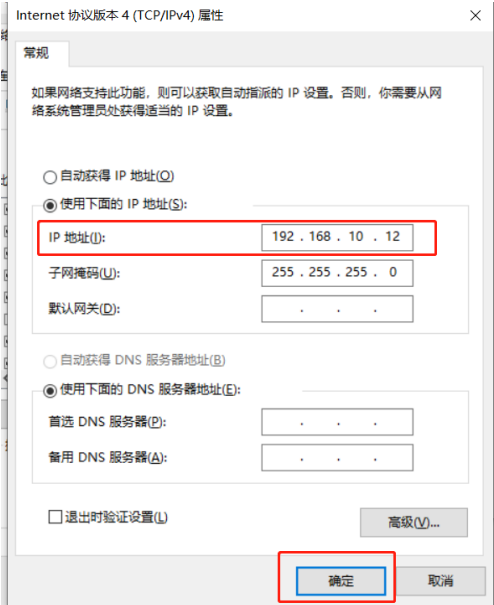 Internet 协议版本 4 (TCP/IPv4) 属性
常规
如果网络支持此功能，则可以获取自动指派的 IP 设置。否则，你需要从网
络系统管理员处获得适当的 IP 设置。
自动获得 IP 地址(O)
使用下面的 IP 地址(S):
IP 地址(I): 192 . 168 . 10 . 12
子网掩码(U): 255 . 255 . 255 . 0
默认网关(D): . . .
自动获得 DNS 服务器地址(B)
使用下面的 DNS 服务器地址(E):
首选 DNS 服务器(P): . . .
备用 DNS 服务器(A): . . .
退出时验证设置(L)
高级(V)...
确定 取消